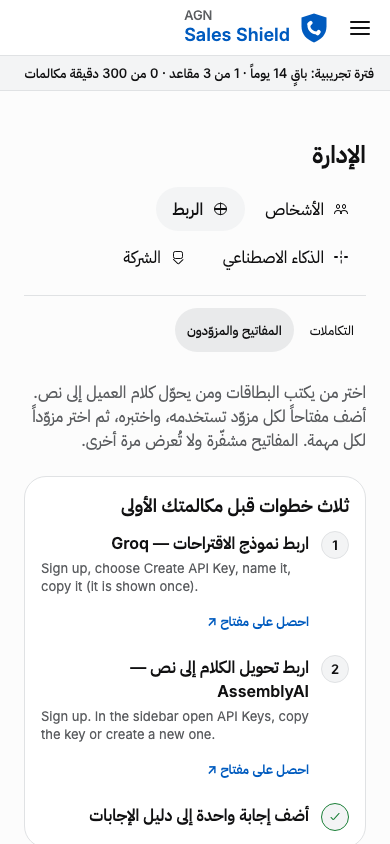 AGN
Sales Shield
فترة تجريبية: باقٍ 14 يوماً · 1 من 3 مقاعد · 0 من 300 دقيقة مكالمات
الإدارة
الأشخاص
الربط
الذكاء الاصطناعي
الشركة
التكاملات
المفاتيح والمزوّدون
اختر من يكتب البطاقات ومن يحوّل كلام العميل إلى نص.
أضف مفتاحاً لكل مزوّد تستخدمه، واختبره، ثم اختر مزوّداً
لكل مهمة. المفاتيح مشفّرة ولا تُعرض مرة أخرى.
ثلاث خطوات قبل مكالمتك الأولى
1
اربط نموذج الاقتراحات — Groq
Sign up, choose Create API Key, name it,
copy it (it is shown once).
احصل على مفتاح ↗
2
اربط تحويل الكلام إلى نص —
AssemblyAI
Sign up. In the sidebar open API Keys, copy
the key or create a new one.
احصل على مفتاح ↗
أضف إجابة واحدة إلى دليل الإجابات